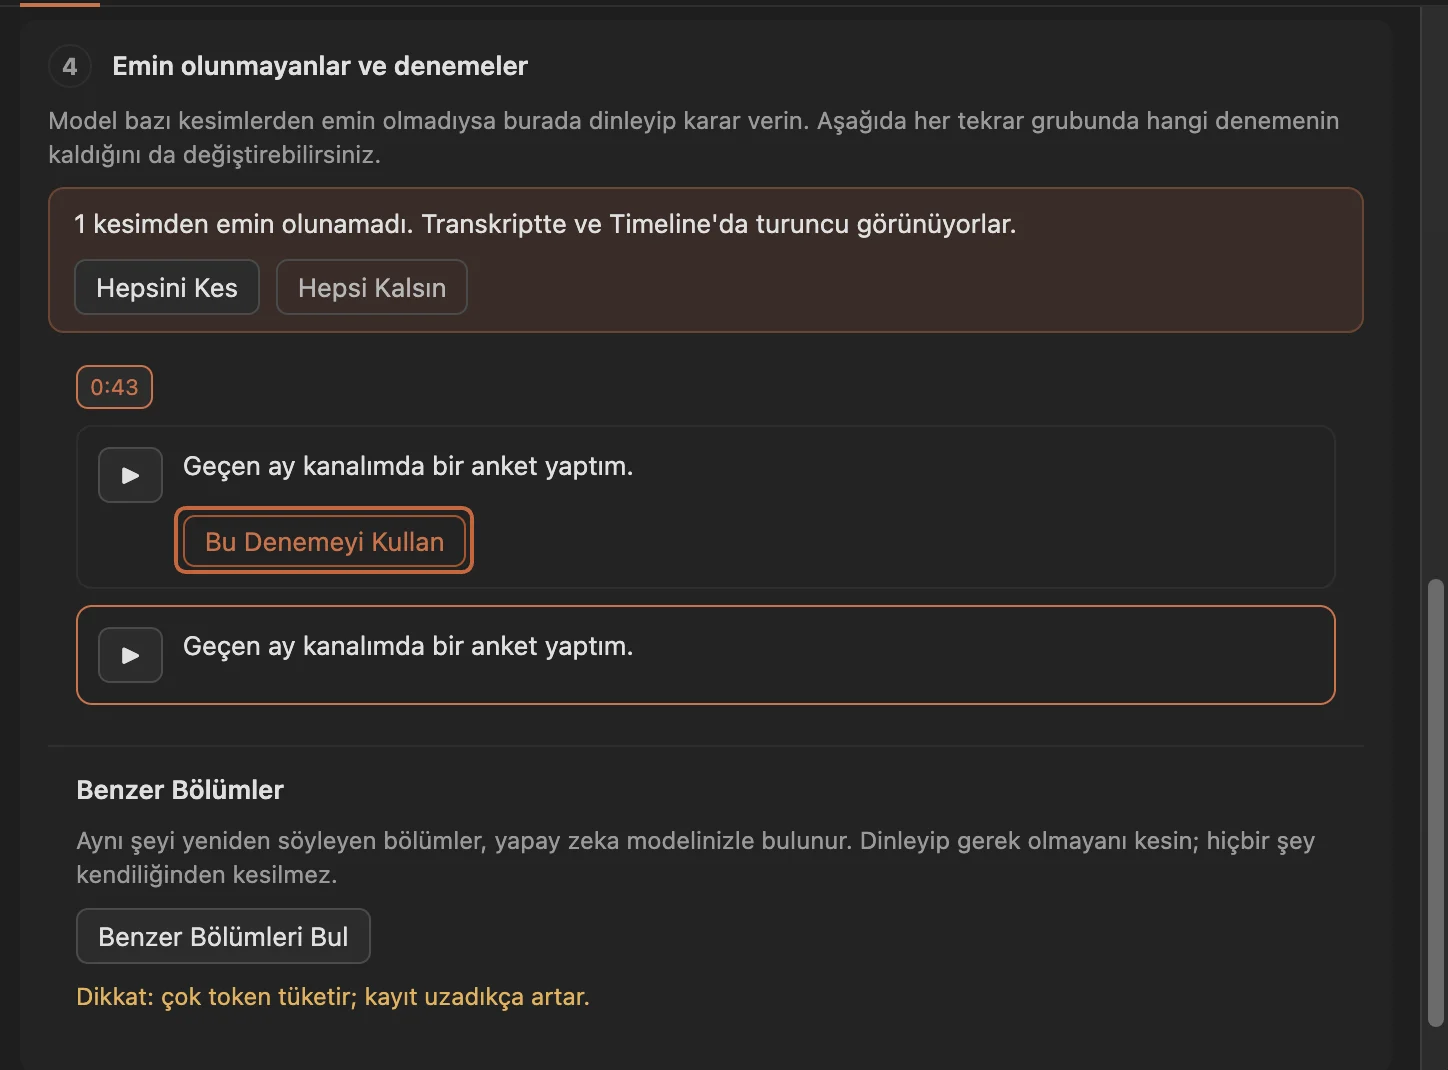 4
Emin olunmayanlar ve denemeler
Model bazı kesimlerden emin olmadıysa burada dinleyip karar verin. Aşağıda her tekrar grubunda hangi denemenin
kaldığını da değiştirebilirsiniz.
1 kesimden emin olunamadı. Transkriptte ve Timeline'da turuncu görünüyorlar.
Hepsini Kes
Hepsi Kalsın
0:43
Geçen ay kanalımda bir anket yaptım.
Bu Denemeyi Kullan
Geçen ay kanalımda bir anket yaptım.
Benzer Bölümler
Aynı şeyi yeniden söyleyen bölümler, yapay zeka modelinizle bulunur. Dinleyip gerek olmayanı kesin; hiçbir şey
kendiliğinden kesilmez.
Benzer Bölümleri Bul
Dikkat: çok token tüketir; kayıt uzadıkça artar.